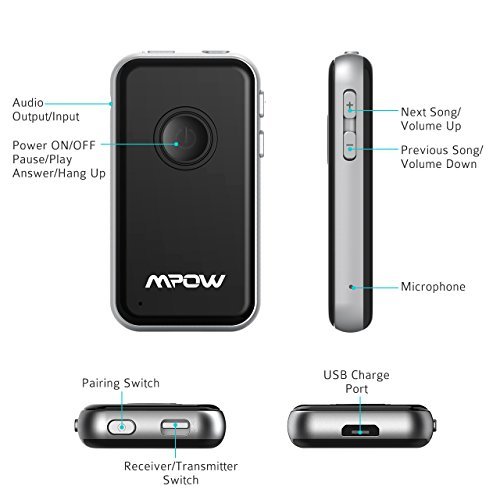 Audio
Output/Input
Power ON/OFF
Pause/Play
Answer/Hang Up
MPOW
+
Next Song/
Volume Up
-
Previous Song/
Volume Down
Microphone
Pairing Switch
Receiver/Transmitter
Switch
USB Charge
Port